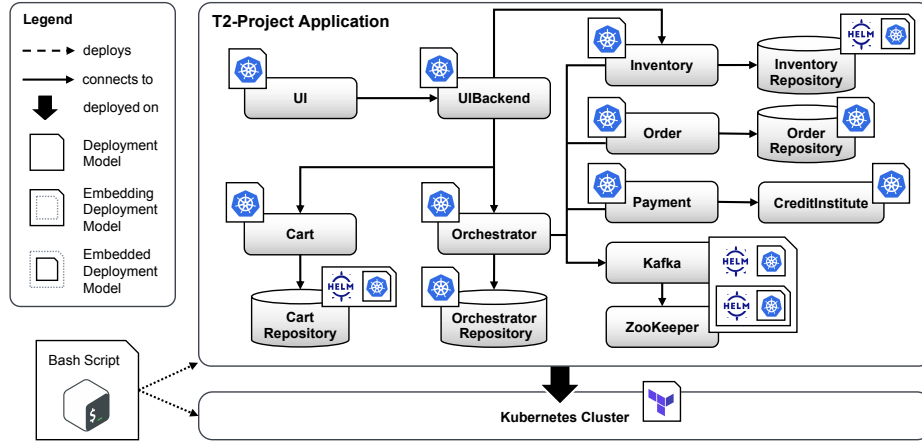 Legend
deploys
connects to
deployed on
Deployment
Model
Embedding
Deployment
Model
Embedded
Deployment
Model
T2-Project Application
UI
UIBackend
Inventory
HELM
Inventory
Repository
Order
Order
Repository
Cart
Orchestrator
Payment
CreditInstitute
HELM
Cart
Repository
Orchestrator
Repository
Kafka
HELM
ZooKeeper
HELM
Bash Script
$_
Kubernetes Cluster